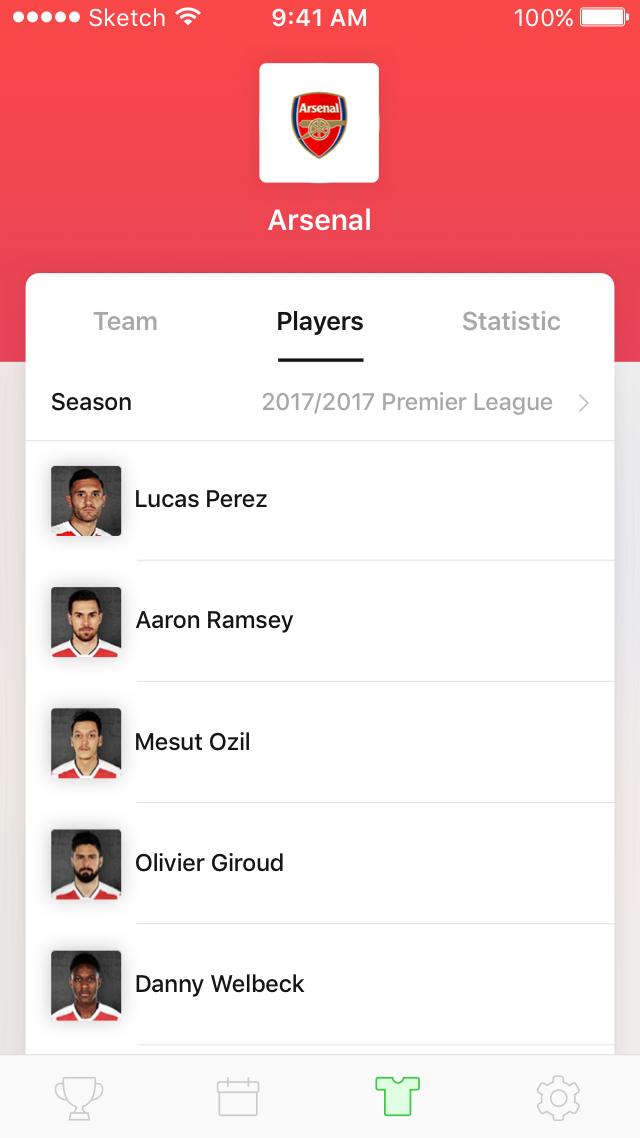 Sketch 9:41 AM 100%
Arsenal
Arsenal
Team Players Statistic
Season 2017/2017 Premier League
Lucas Perez
Aaron Ramsey
Mesut Ozil
Olivier Giroud
Danny Welbeck